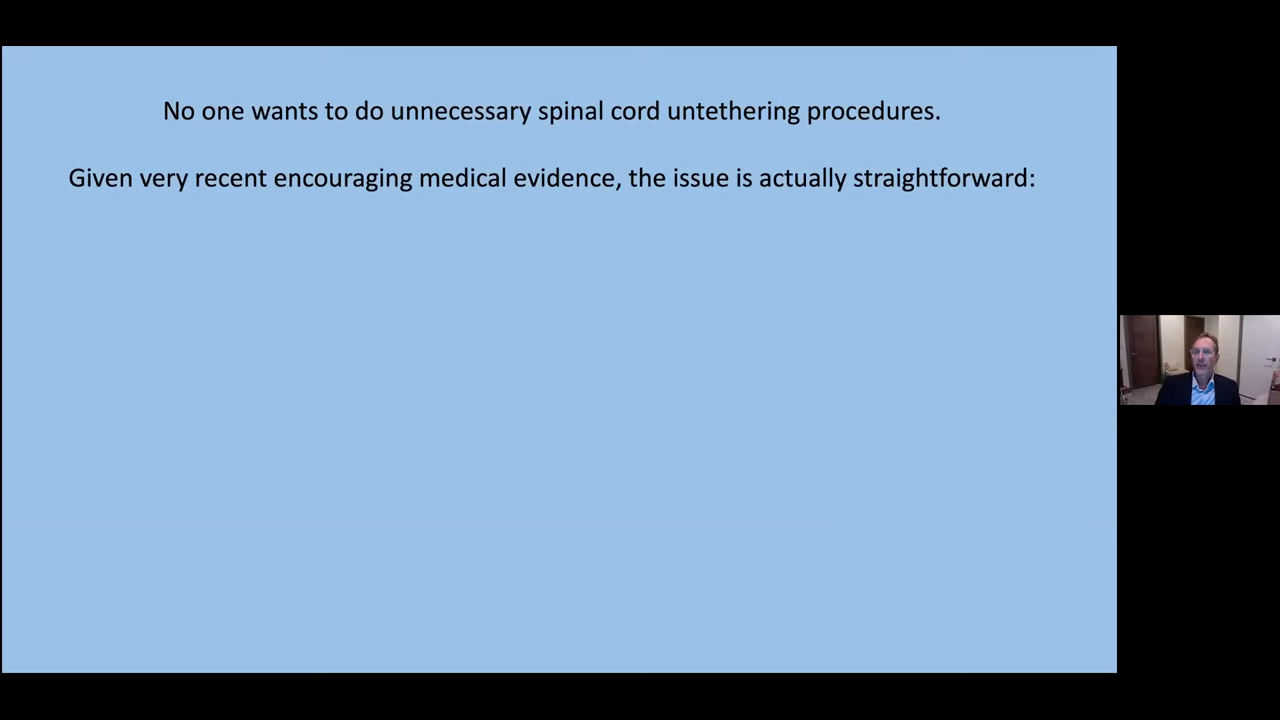 No one wants to do unnecessary spinal cord untethering procedures.
Given very recent encouraging medical evidence, the issue is actually straightforward: